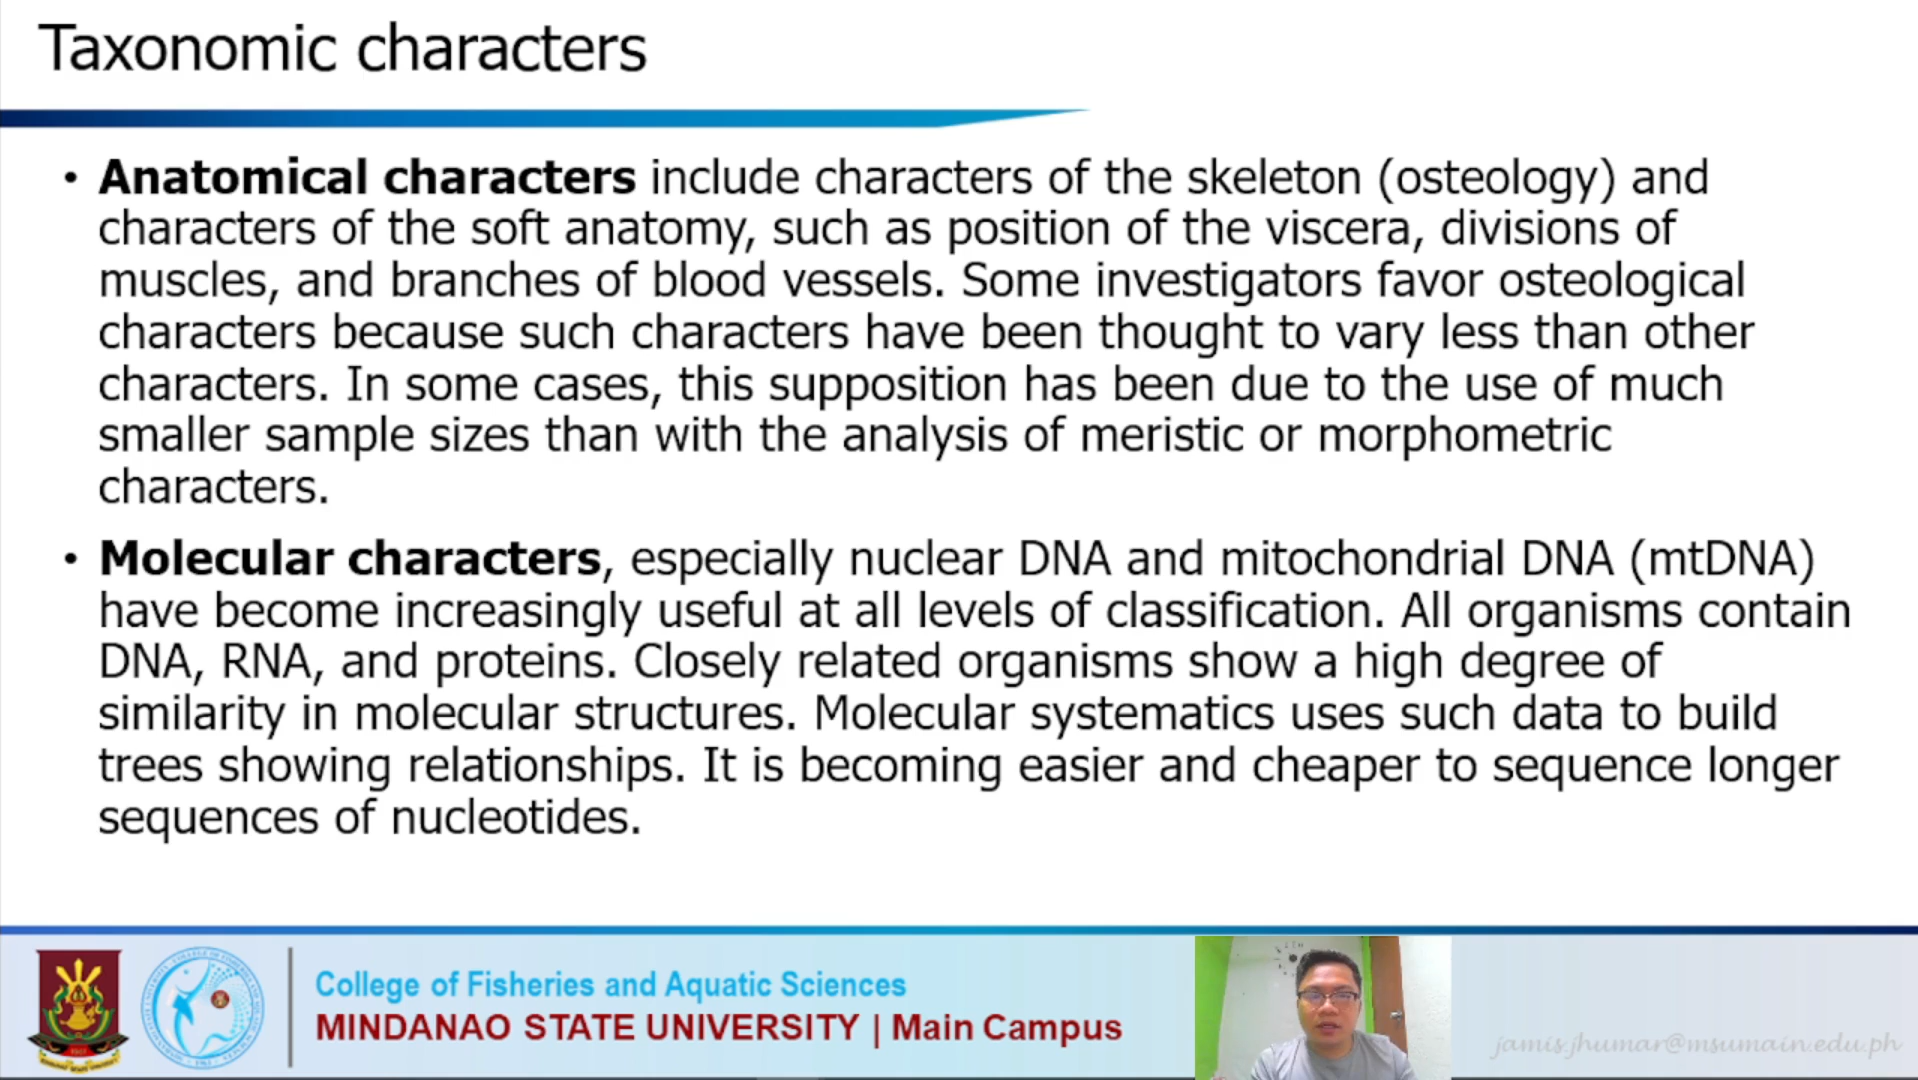 Taxonomic characters
• Anatomical characters include characters of the skeleton (osteology) and
characters of the soft anatomy, such as position of the viscera, divisions of
muscles, and branches of blood vessels. Some investigators favor osteological
characters because such characters have been thought to vary less than other
characters. In some cases, this supposition has been due to the use of much
smaller sample sizes than with the analysis of meristic or morphometric
characters.
• Molecular characters, especially nuclear DNA and mitochondrial DNA (mtDNA)
have become increasingly useful at all levels of classification. All organisms contain
DNA, RNA, and proteins. Closely related organisms show a high degree of
similarity in molecular structures. Molecular systematics uses such data to build
trees showing relationships. It is becoming easier and cheaper to sequence longer
sequences of nucleotides.
College of Fisheries and Aquatic Sciences
MINDANAO STATE UNIVERSITY | Main Campus
jamis.jhumar@msumain.edu.ph